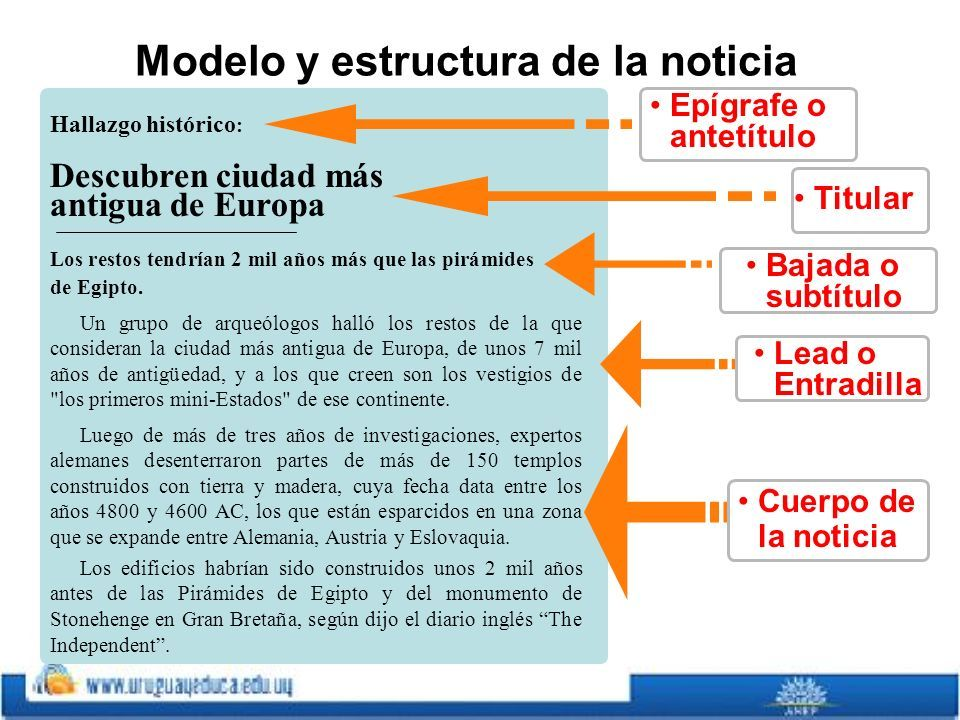 Modelo y estructura de la noticia
Hallazgo histórico:
• Epígrafe o
antetítulo
Descubren ciudad más
antigua de Europa
• Titular
Los restos tendrían 2 mil años más que las pirámides
de Egipto.
• Bajada o
subtítulo
Un grupo de arqueólogos halló los restos de la que
consideran la ciudad más antigua de Europa, de unos 7 mil
años de antigüedad, y a los que creen son los vestigios de
"los primeros mini-Estados" de ese continente.
• Lead o
Entradilla
Luego de más de tres años de investigaciones, expertos
alemanes desenterraron partes de más de 150 templos
construidos con tierra y madera, cuya fecha data entre los
años 4800 y 4600 AC, los que están esparcidos en una zona
que se expande entre Alemania, Austria y Eslovaquia.
Los edificios habrían sido construidos unos 2 mil años
antes de las Pirámides de Egipto y del monumento de
Stonehenge en Gran Bretaña, según dijo el diario inglés “The
Independent”.
• Cuerpo de
la noticia
www.uruguayeduca.edu.uy
ANEP